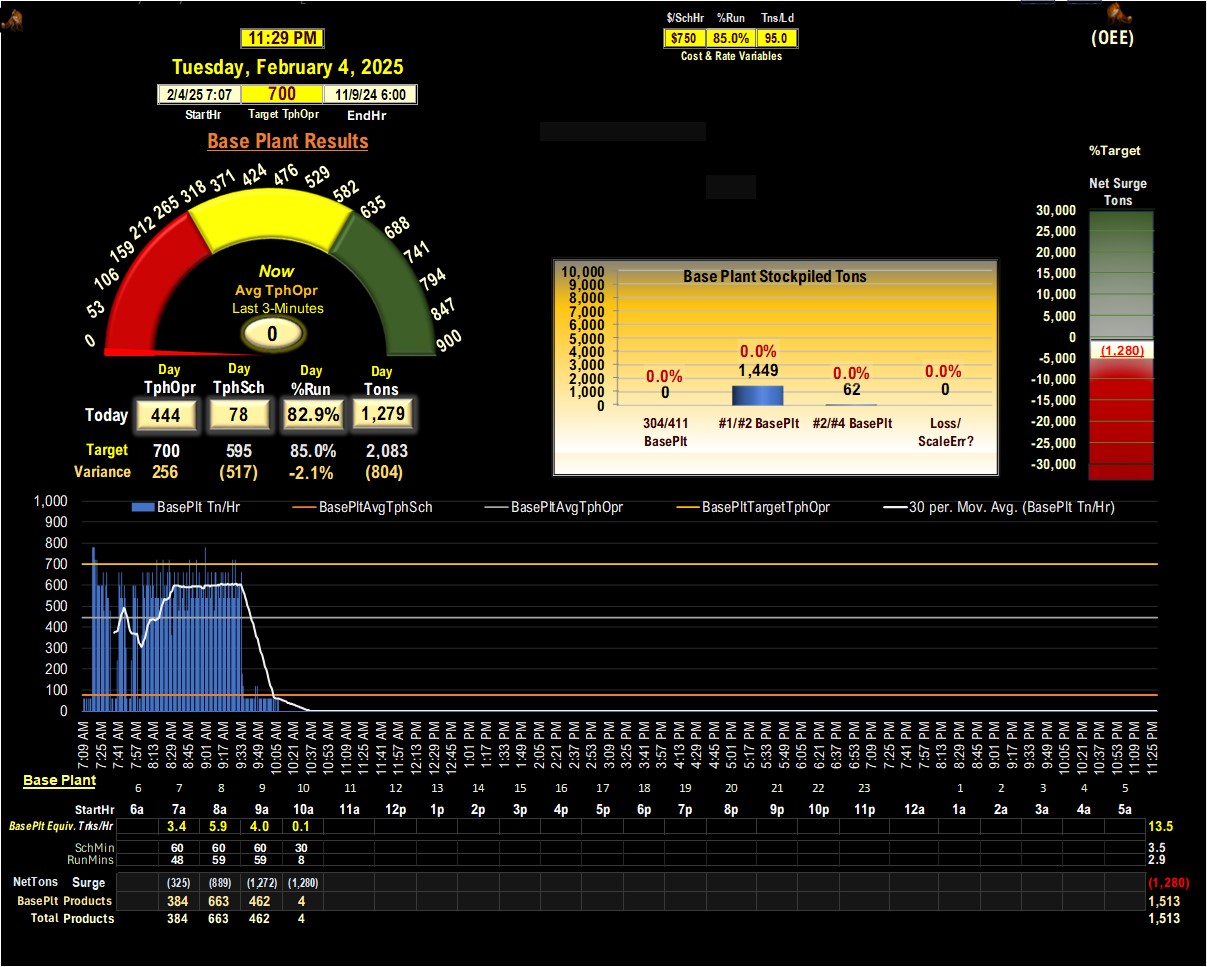 $/SchHr %Run Tns/Ld
11:29 PM
$750 85.0% 95.0
(OEE)
Cost & Rate Variables
Tuesday, February 4, 2025
2/4/25 7:07 700 11/9/24 6:00
StartHr Target TphOpr EndHr
Base Plant Results
0 53 106 159 212 265 318 371 424 476 529 582 635 688 741 794 847 900
Now
Avg TphOpr
Last 3-Minutes
0
Day Day Day Day
TphOpr TphSch %Run Tons
Today 444 78 82.9% 1,279
Target 700 595 85.0% 2,083
Variance 256 (517) -2.1% (804)
Base Plant Stockpiled Tons
10,000
9,000
8,000
7,000
6,000
5,000
4,000
3,000
2,000
1,000
0
0.0% 0.0% 0.0% 0.0%
0 1,449 62 0
304/411 BasePlt
#1/#2 BasePlt
#2/#4 BasePlt
Loss/ ScaleErr?
%Target
Net Surge
Tons
30,000
25,000
20,000
15,000
10,000
5,000
0
(1,280)
-5,000
-10,000
-15,000
-20,000
-25,000
-30,000
BasePlt Tn/Hr BasePltAvgTphSch BasePltAvgTphOpr BasePltTargetTphOpr 30 per. Mov. Avg. (BasePlt Tn/Hr)
1,000
900
800
700
600
500
400
300
200
100
0
7:09 AM 7:25 AM 7:41 AM 7:57 AM 8:13 AM 8:29 AM 8:45 AM 9:01 AM 9:17 AM 9:33 AM 9:49 AM 10:05 AM 10:21 AM 10:37 AM 10:53 AM 11:09 AM 11:25 AM 11:41 AM 11:57 AM 12:13 PM 12:29 PM 12:45 PM 1:01 PM 1:17 PM 1:33 PM 1:49 PM 2:05 PM 2:21 PM 2:37 PM 2:53 PM 3:09 PM 3:25 PM 3:41 PM 3:57 PM 4:13 PM 4:29 PM 4:45 PM 5:01 PM 5:17 PM 5:33 PM 5:49 PM 6:05 PM 6:21 PM 6:37 PM 6:53 PM 7:09 PM 7:25 PM 7:41 PM 7:57 PM 8:13 PM 8:29 PM 8:45 PM 9:01 PM 9:17 PM 9:33 PM 9:49 PM 10:05 PM 10:21 PM 10:37 PM 10:53 PM 11:09 PM 11:25 PM
Base Plant
6 7 8 9 10 11 12 13 14 15 16 17 18 19 20 21 22 23 1 2 3 4 5
StartHr 6a 7a 8a 9a 10a 11a 12p 1p 2p 3p 4p 5p 6p 7p 8p 9p 10p 11p 12a 1a 2a 3a 4a 5a
BasePlt Equiv. Trks/Hr 3.4 5.9 4.0 0.1 13.5
SchMin 60 60 60 30 3.5
RunMins 48 59 59 8 2.9
NetTons Surge (325) (889) (1,272) (1,280) (1,280)
BasePlt Products 384 663 462 4 1,513
Total Products 384 663 462 4 1,513